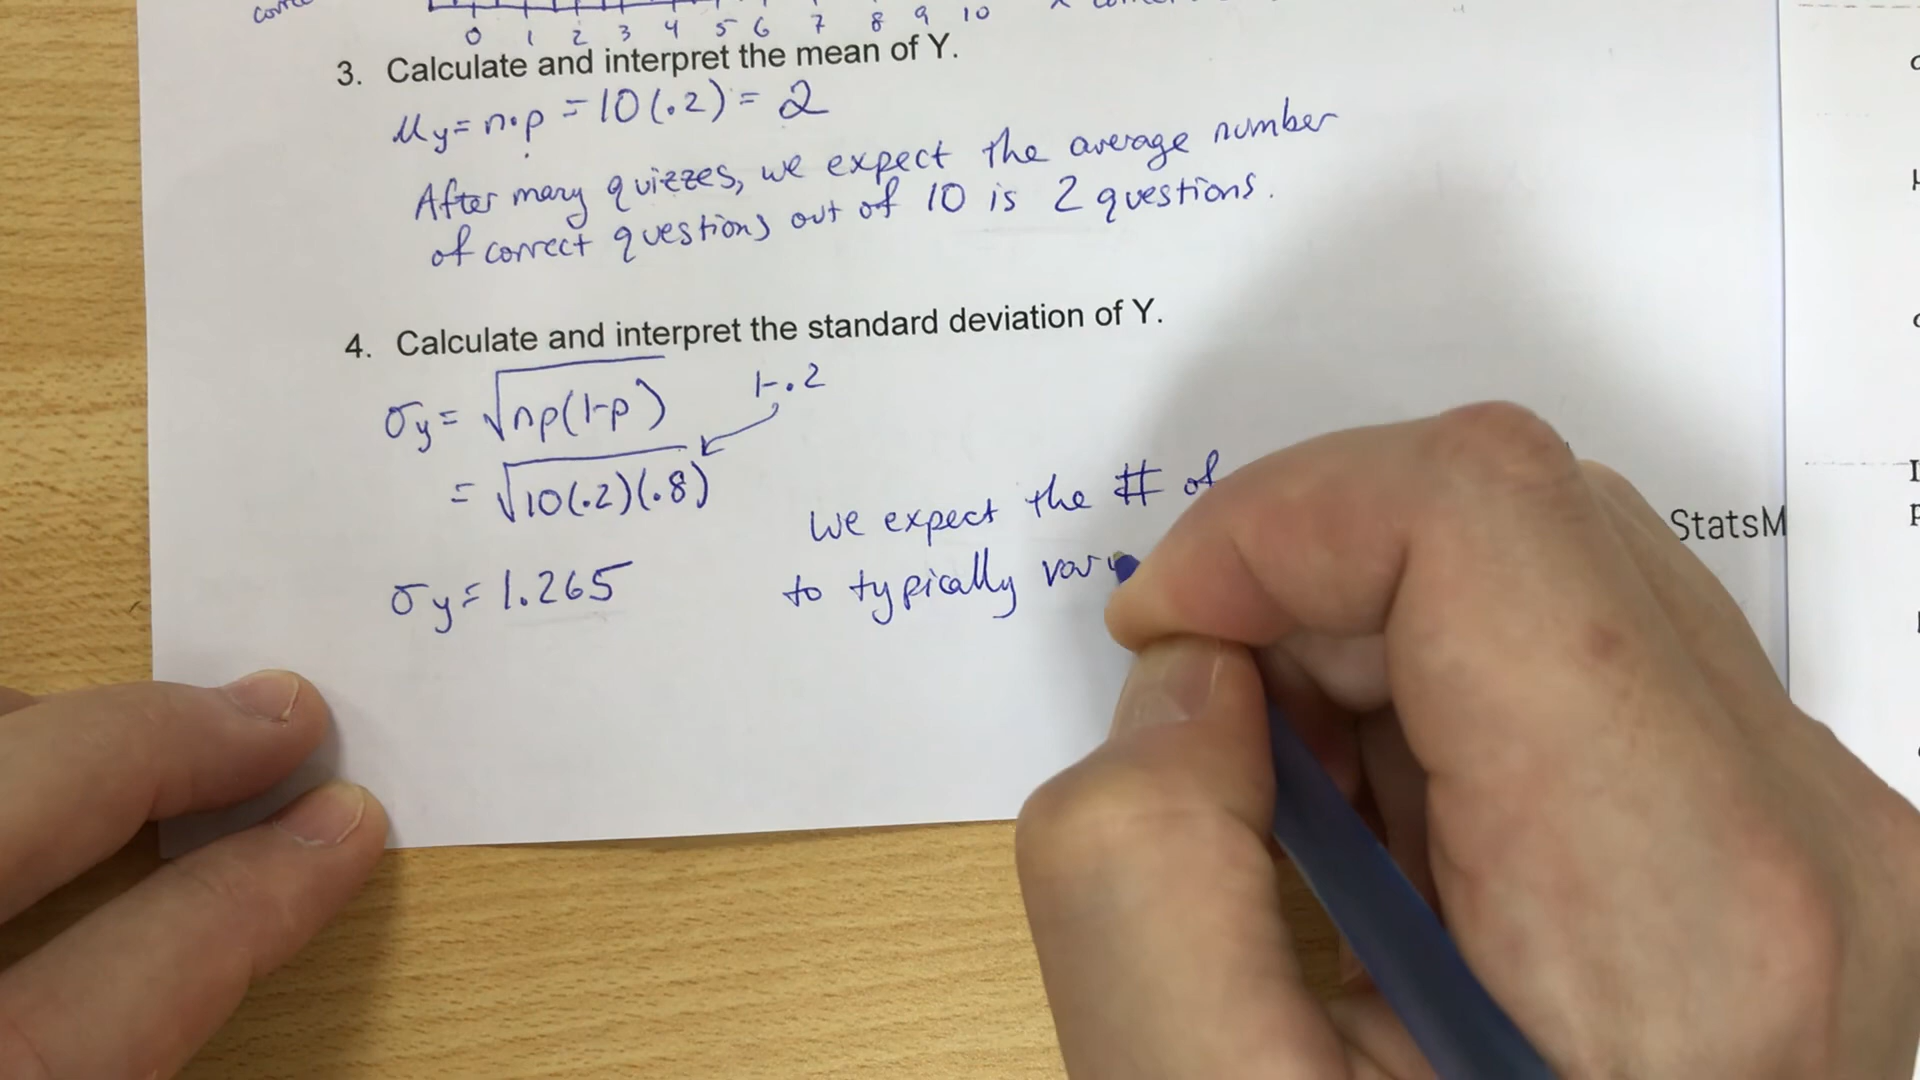 0 1 2 3 4 5 6 7 8 9 10
3. Calculate and interpret the mean of Y.
μy = n·p = 10(.2) = 2
After many quizzes, we expect the average number
of correct questions out of 10 is 2 questions.
4. Calculate and interpret the standard deviation of Y.
σy = √np(1-p)
1-.2
= √10(.2)(.8)
σy = 1.265
We expect the # of
to typically vary
StatsM